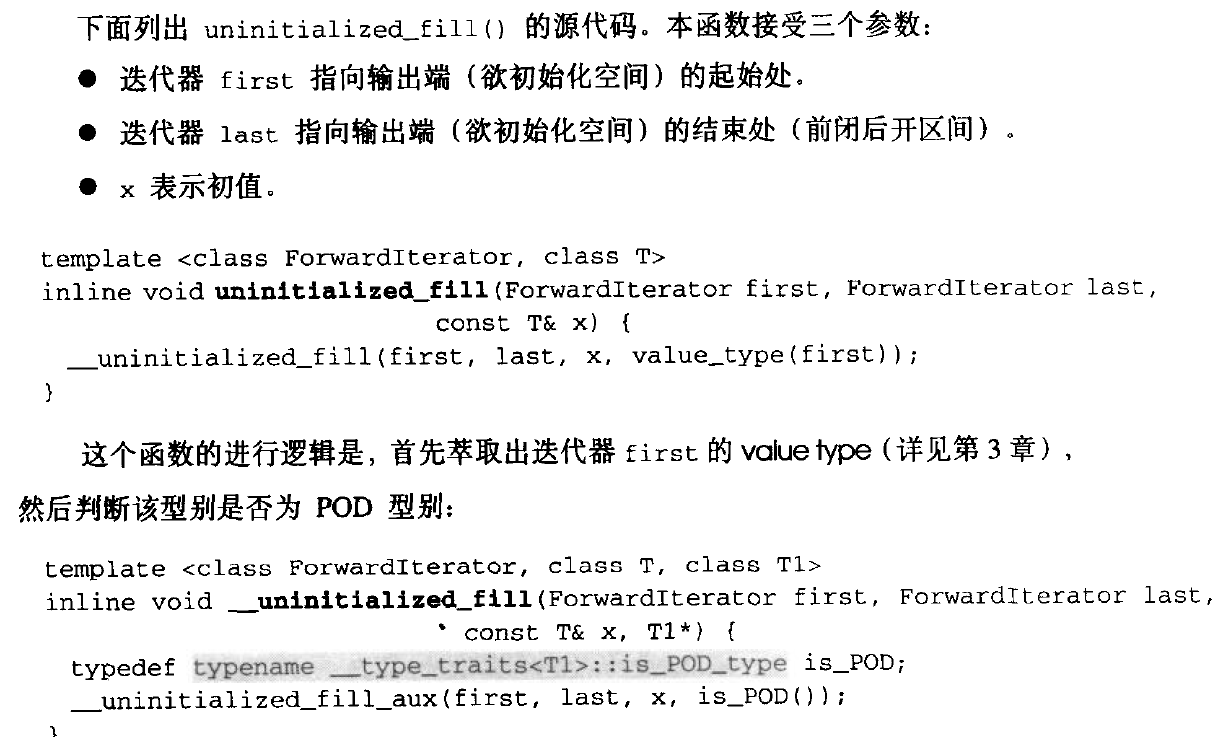 下面列出 uninitialized_fill() 的源代码。本函数接受三个参数：
● 迭代器 first 指向输出端（欲初始化空间）的起始处。
● 迭代器 last 指向输出端（欲初始化空间）的结束处（前闭后开区间）。
● x 表示初值。
template <class ForwardIterator, class T>
inline void uninitialized_fill(ForwardIterator first, ForwardIterator last,
const T& x) {
__uninitialized_fill(first, last, x, value_type(first));
}
这个函数的进行逻辑是，首先萃取出迭代器 first 的 value type（详见第 3 章），
然后判断该型别是否为 POD 型别：
template <class ForwardIterator, class T, class T1>
inline void __uninitialized_fill(ForwardIterator first, ForwardIterator last,
const T& x, T1*) {
typedef typename __type_traits<T1>::is_POD_type is_POD;
__uninitialized_fill_aux(first, last, x, is_POD());
}